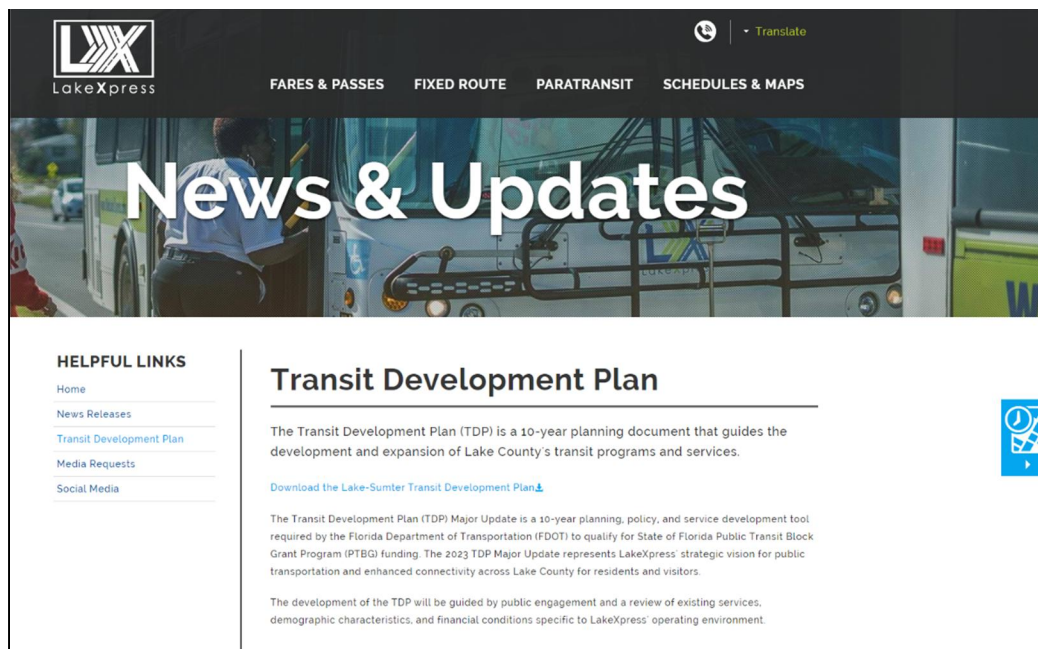 LX
LakeXpress
Translate
FARES & PASSES FIXED ROUTE PARATRANSIT SCHEDULES & MAPS
News & Updates
LakeXpr
W
HELPFUL LINKS
Home
News Releases
Transit Development Plan
Media Requests
Social Media
Transit Development Plan
The Transit Development Plan (TDP) is a 10-year planning document that guides the
development and expansion of Lake County's transit programs and services.
Download the Lake-Sumter Transit Development Plan
The Transit Development Plan (TDP) Major Update is a 10-year planning, policy, and service development tool
required by the Florida Department of Transportation (FDOT) to qualify for State of Florida Public Transit Block
Grant Program (PTBG) funding. The 2023 TDP Major Update represents LakeXpress' strategic vision for public
transportation and enhanced connectivity across Lake County for residents and visitors.
The development of the TDP will be guided by public engagement and a review of existing services,
demographic characteristics, and financial conditions specific to LakeXpress' operating environment.